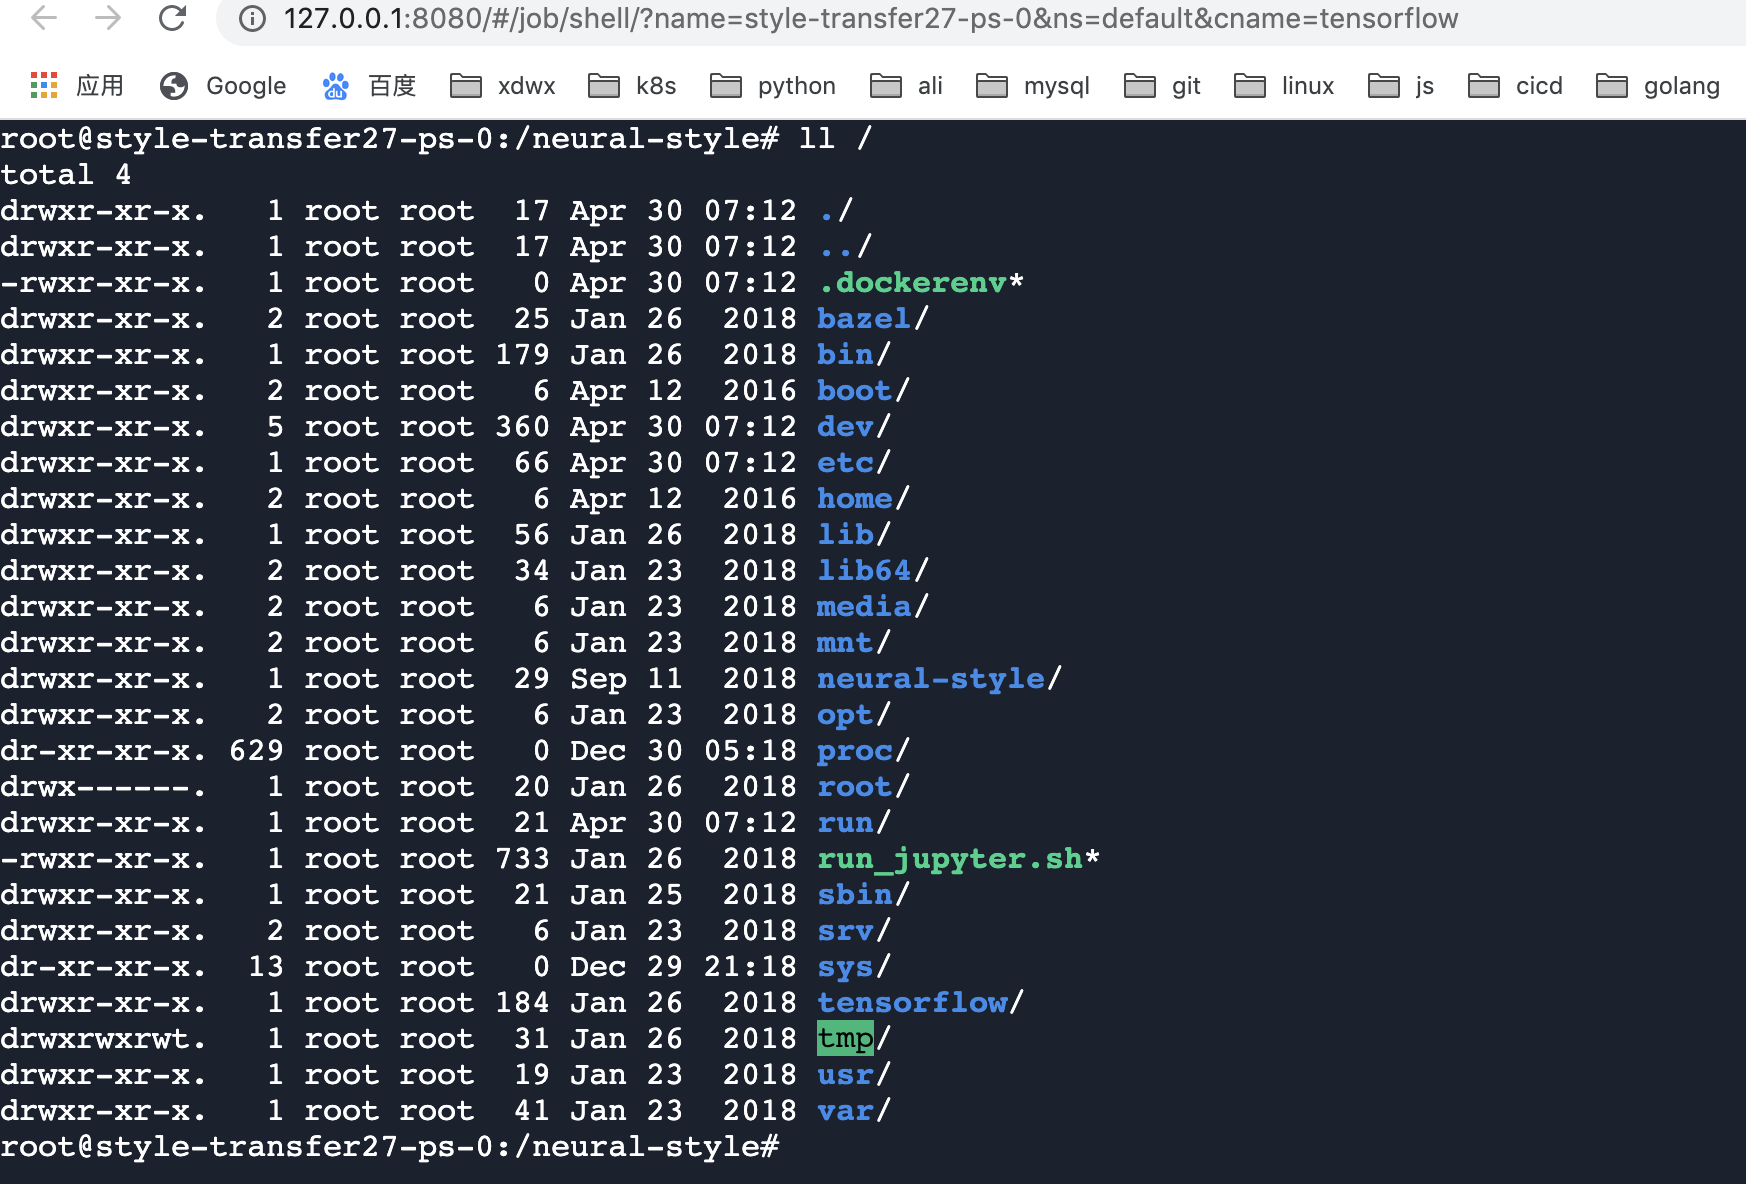 127.0.0.1:8080/#/job/shell/?name=style-transfer27-ps-0&ns=default&cname=tensorflow
应用 Google 百度 xdwx k8s python ali mysql git linux js cicd golang
root@style-transfer27-ps-0:/neural-style# ll /
total 4
drwxr-xr-x.   1 root root  17 Apr 30 07:12 ./
drwxr-xr-x.   1 root root  17 Apr 30 07:12 ../
-rwxr-xr-x.   1 root root   0 Apr 30 07:12 .dockerenv*
drwxr-xr-x.   2 root root  25 Jan 26  2018 bazel/
drwxr-xr-x.   1 root root 179 Jan 26  2018 bin/
drwxr-xr-x.   2 root root   6 Apr 12  2016 boot/
drwxr-xr-x.   5 root root 360 Apr 30 07:12 dev/
drwxr-xr-x.   1 root root  66 Apr 30 07:12 etc/
drwxr-xr-x.   2 root root   6 Apr 12  2016 home/
drwxr-xr-x.   1 root root  56 Jan 26  2018 lib/
drwxr-xr-x.   2 root root  34 Jan 23  2018 lib64/
drwxr-xr-x.   2 root root   6 Jan 23  2018 media/
drwxr-xr-x.   2 root root   6 Jan 23  2018 mnt/
drwxr-xr-x.   1 root root  29 Sep 11  2018 neural-style/
drwxr-xr-x.   2 root root   6 Jan 23  2018 opt/
dr-xr-xr-x. 629 root root   0 Dec 30 05:18 proc/
drwx------.   1 root root  20 Jan 26  2018 root/
drwxr-xr-x.   1 root root  21 Apr 30 07:12 run/
-rwxr-xr-x.   1 root root 733 Jan 26  2018 run_jupyter.sh*
drwxr-xr-x.   1 root root  21 Jan 25  2018 sbin/
drwxr-xr-x.   2 root root   6 Jan 23  2018 srv/
dr-xr-xr-x.  13 root root   0 Dec 29 21:18 sys/
drwxr-xr-x.   1 root root 184 Jan 26  2018 tensorflow/
drwxrwxrwt.   1 root root  31 Jan 26  2018 tmp/
drwxr-xr-x.   1 root root  19 Jan 23  2018 usr/
drwxr-xr-x.   1 root root  41 Jan 23  2018 var/
root@style-transfer27-ps-0:/neural-style#